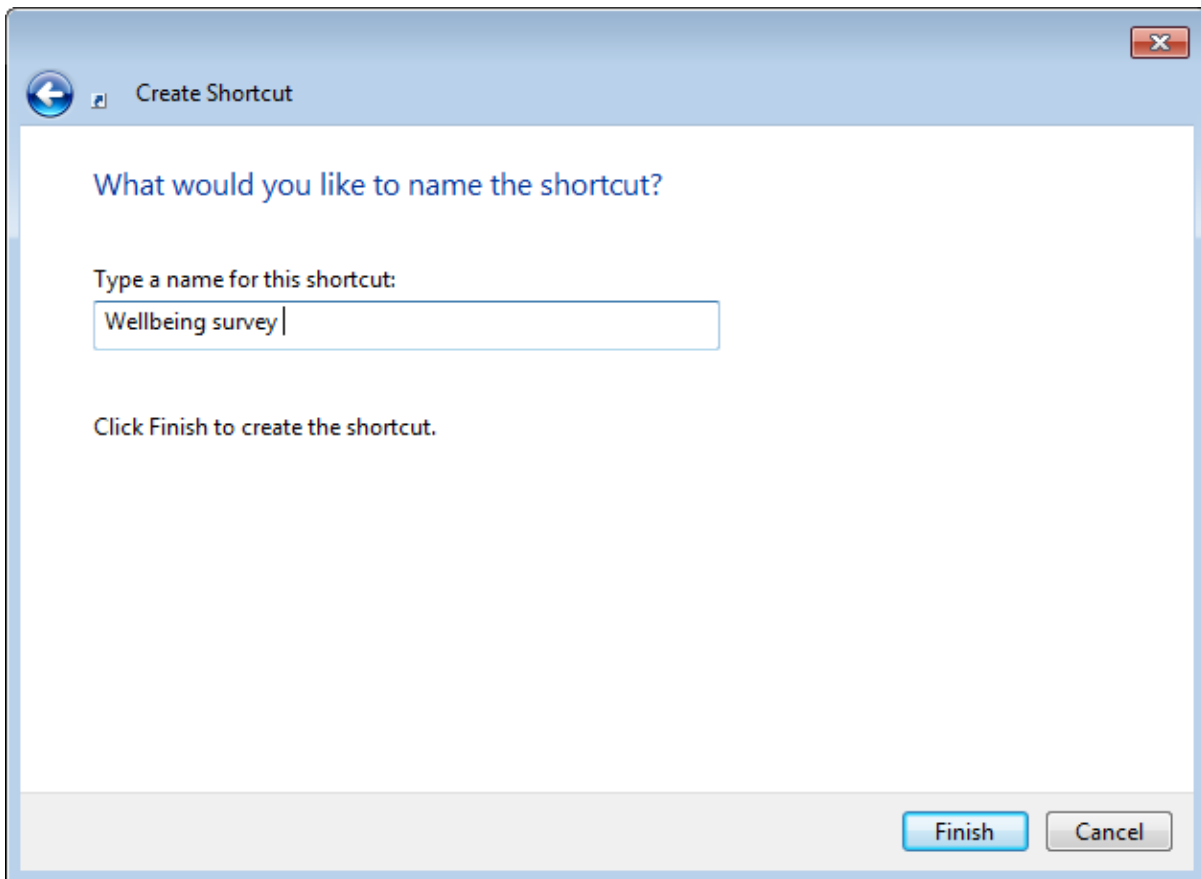 Create Shortcut
What would you like to name the shortcut?
Type a name for this shortcut:
Wellbeing survey
Click Finish to create the shortcut.
Finish Cancel